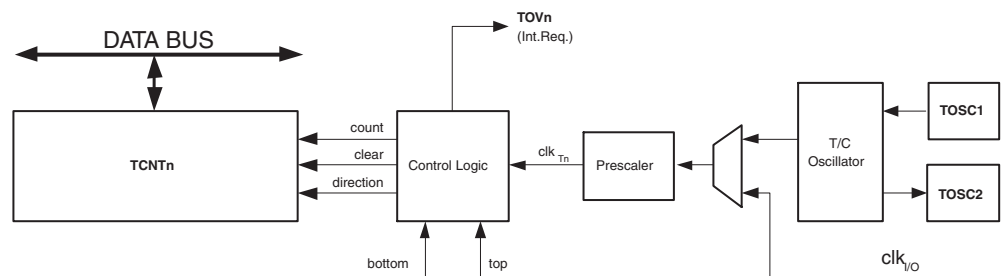 DATA BUS
TOVn
(Int.Req.)
TCNTn
count
clear
direction
Control Logic
clkTn
Prescaler
T/C
Oscillator
TOSC1
TOSC2
bottom
top
clkI/O